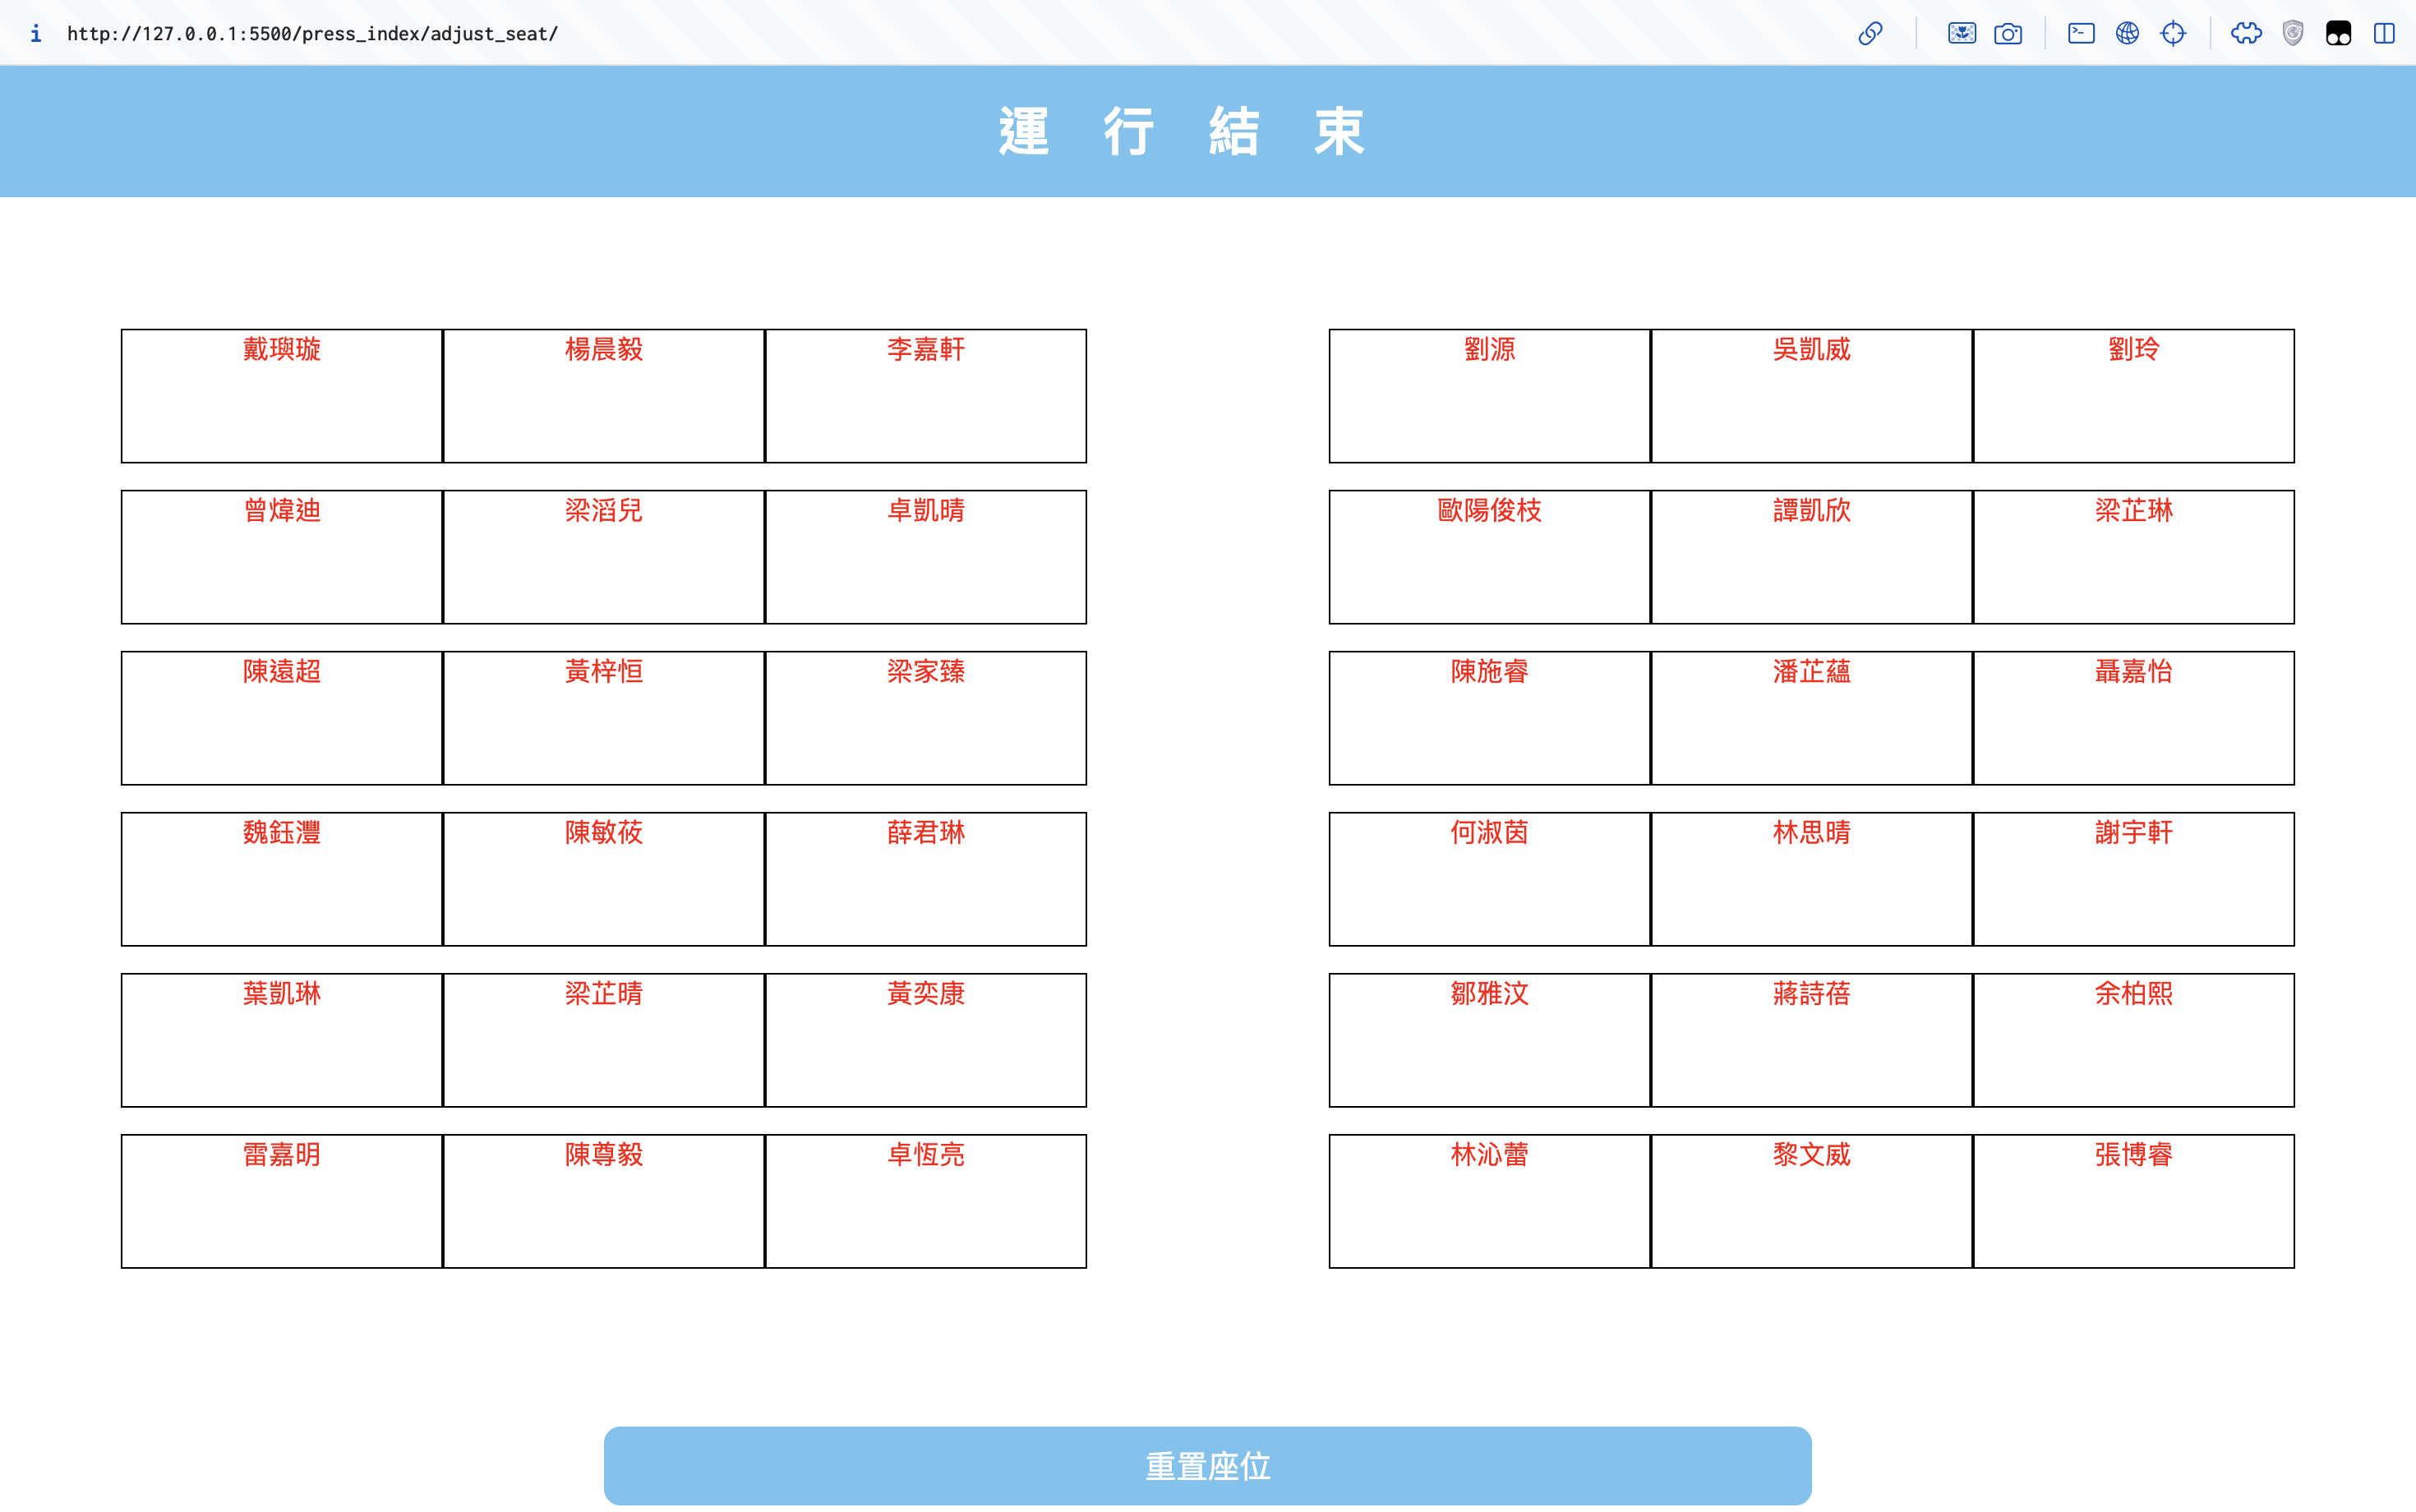 http://127.0.0.1:5500/press_index/adjust_seat/
運行結束
戴璵璇 楊晨毅 李嘉軒 劉源 吳凱威 劉玲
曾煒迪 梁滔兒 卓凱晴 歐陽俊枝 譚凱欣 梁芷琳
陳遠超 黃梓恒 梁家臻 陳施睿 潘芷蘊 聶嘉怡
魏鈺灃 陳敏莜 薛君琳 何淑茵 林思晴 謝宇軒
葉凱琳 梁芷晴 黃奕康 鄒雅汶 蔣詩蓓 余柏熙
雷嘉明 陳尊毅 卓恆亮 林沁蕾 黎文威 張博睿
重置座位